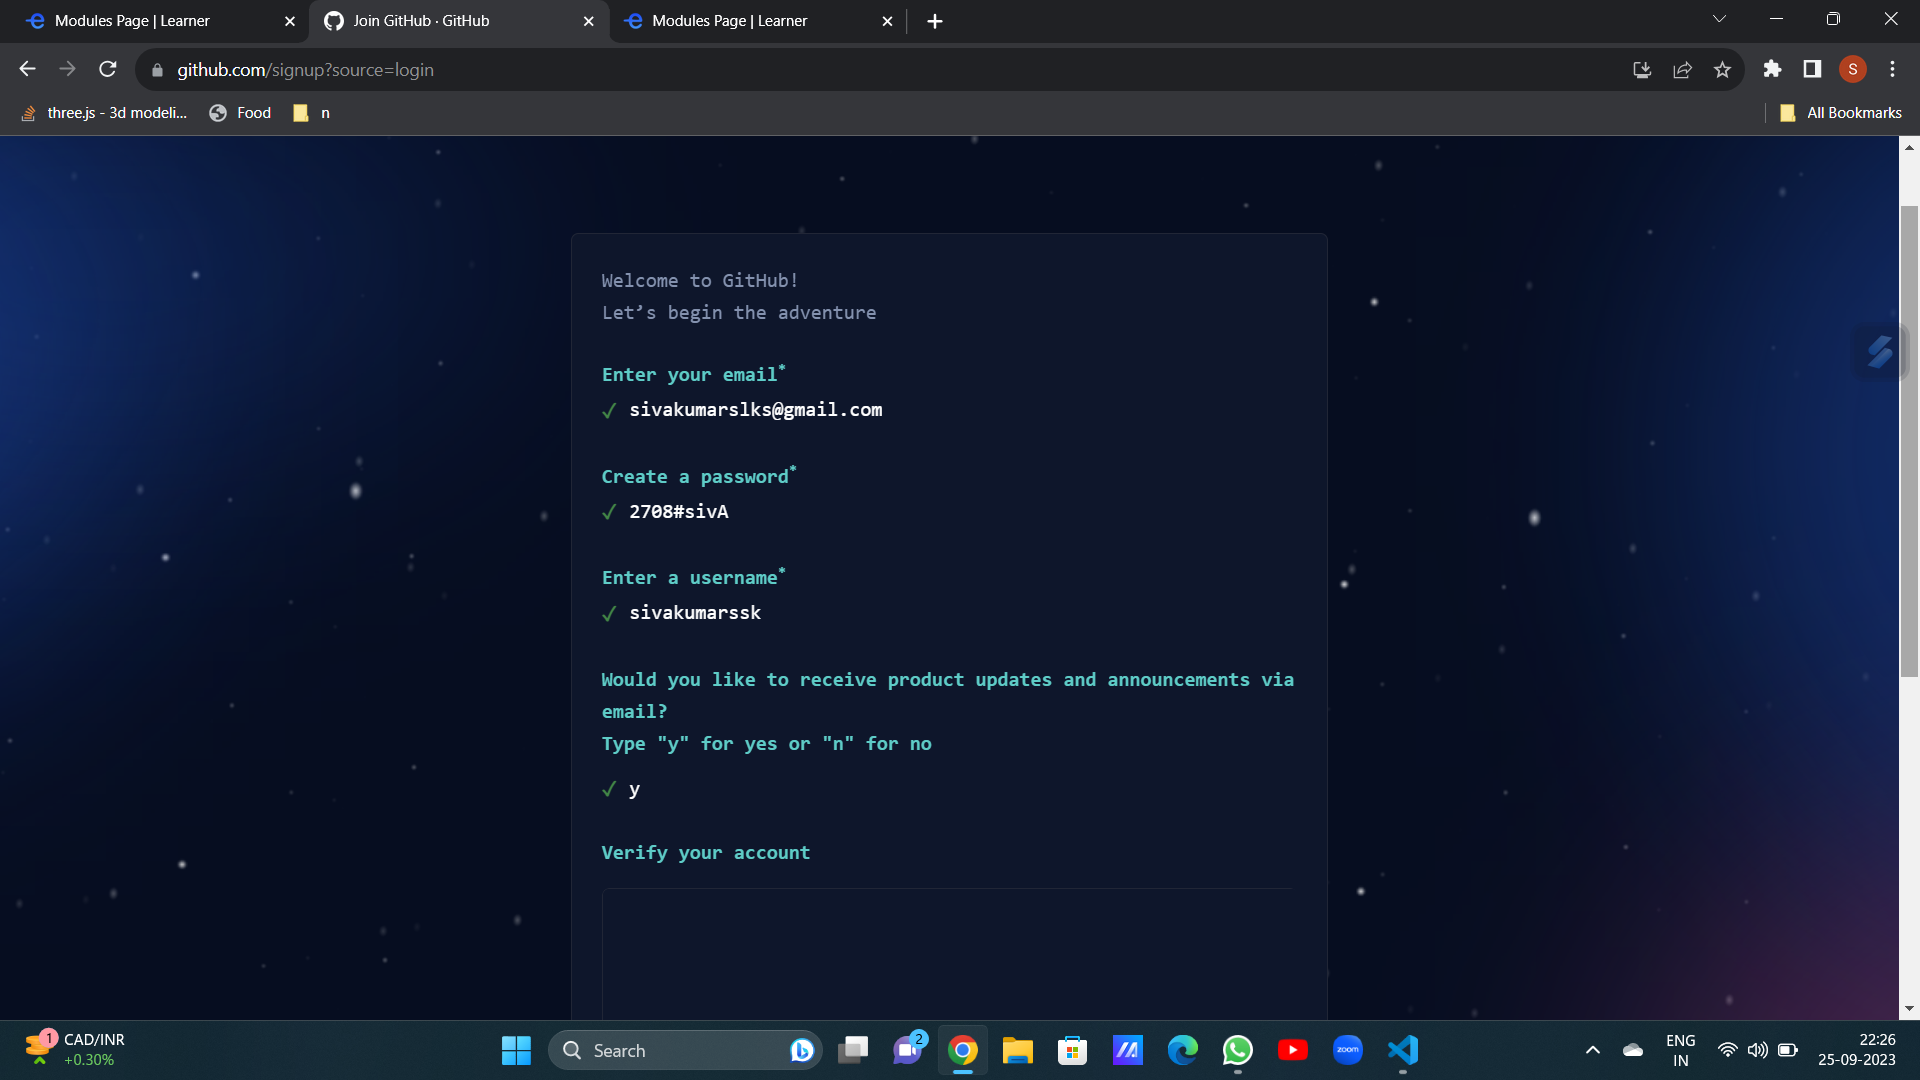 Modules Page | Learner
Join GitHub · GitHub
Modules Page | Learner
github.com/signup?source=login
S
three.js - 3d modeli...
Food
n
All Bookmarks
Welcome to GitHub!
Let’s begin the adventure
Enter your email*
✓ sivakumarslks@gmail.com
Create a password*
✓ 2708#sivA
Enter a username*
✓ sivakumarssk
Would you like to receive product updates and announcements via
email?
Type "y" for yes or "n" for no
✓ y
Verify your account
1
CAD/INR
+0.30%
Search
2
zoom
ENG
IN
22:26
25-09-2023